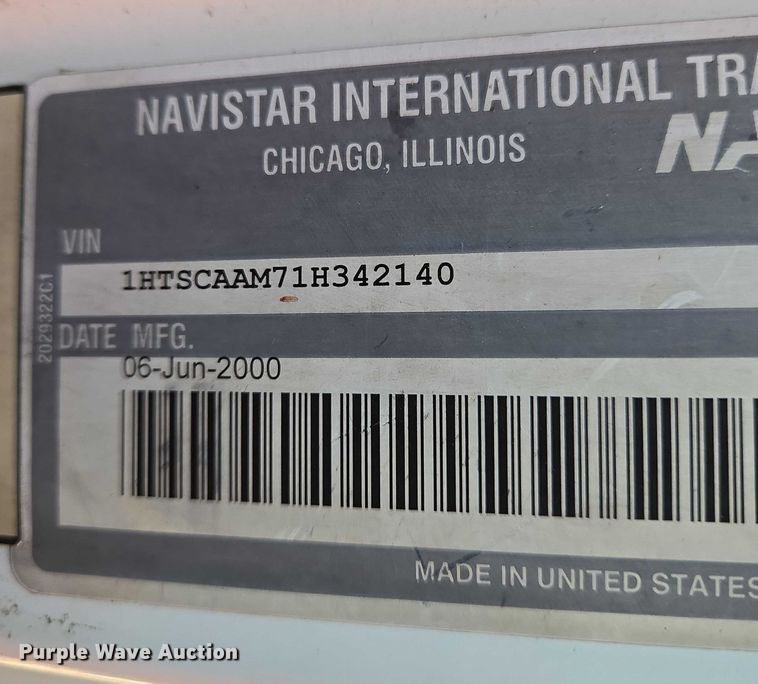 NAVISTAR INTERNATIONAL TRA
CHICAGO, ILLINOIS
NA
VIN
1HTSCAAM71H342140
2029322C1
DATE MFG.
06-Jun-2000
MADE IN UNITED STATES
Purple Wave Auction